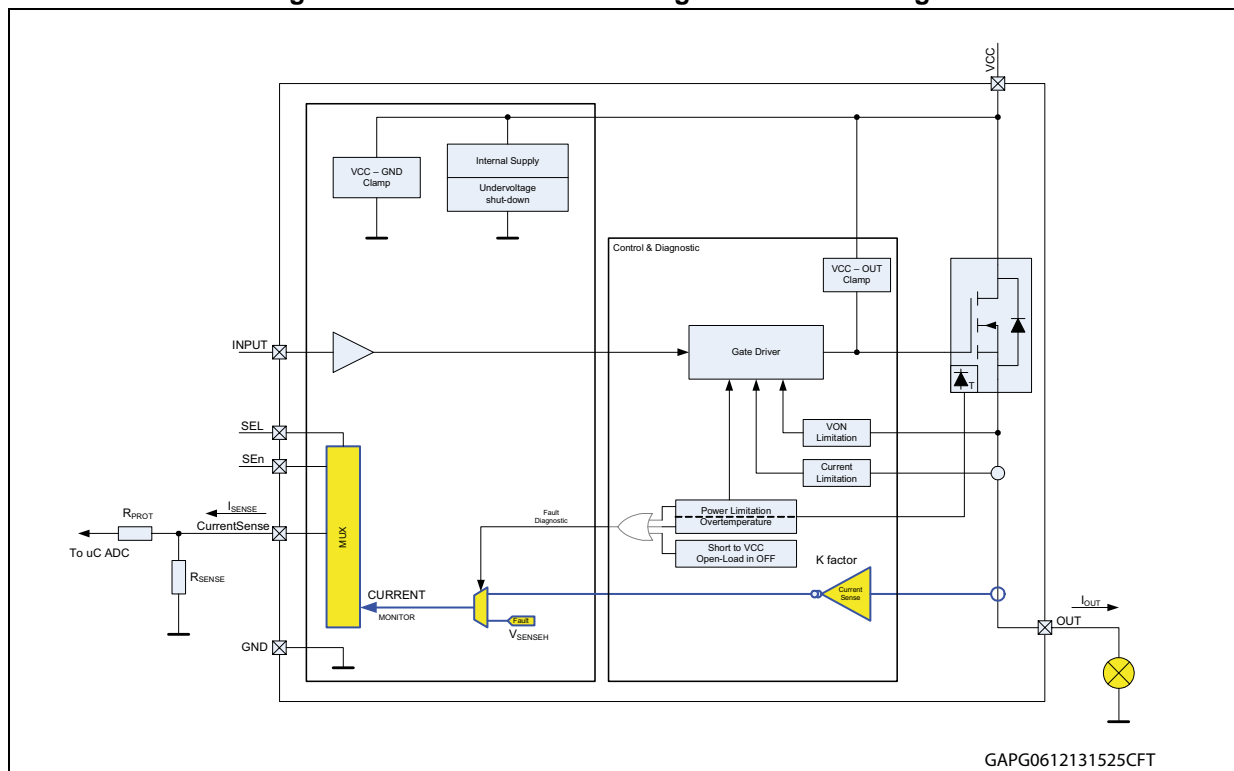 VCC
VCC – GND
Clamp
Internal Supply
Undervoltage
shut-down
Control & Diagnostic
VCC – OUT
Clamp
INPUT
Gate Driver
T
SEL
SEn
VON
Limitation
Current
Limitation
ISENSE
RPROT
CurrentSense
To uC ADC
RSENSE
MUX
Fault
Diagnostic
Power Limitation
Overtemperature
Short to VCC
Open-Load in OFF
K factor
Current
Sense
CURRENT
MONITOR
Fault
VSENSEH
IOUT
OUT
GND
GAPG0612131525CFT